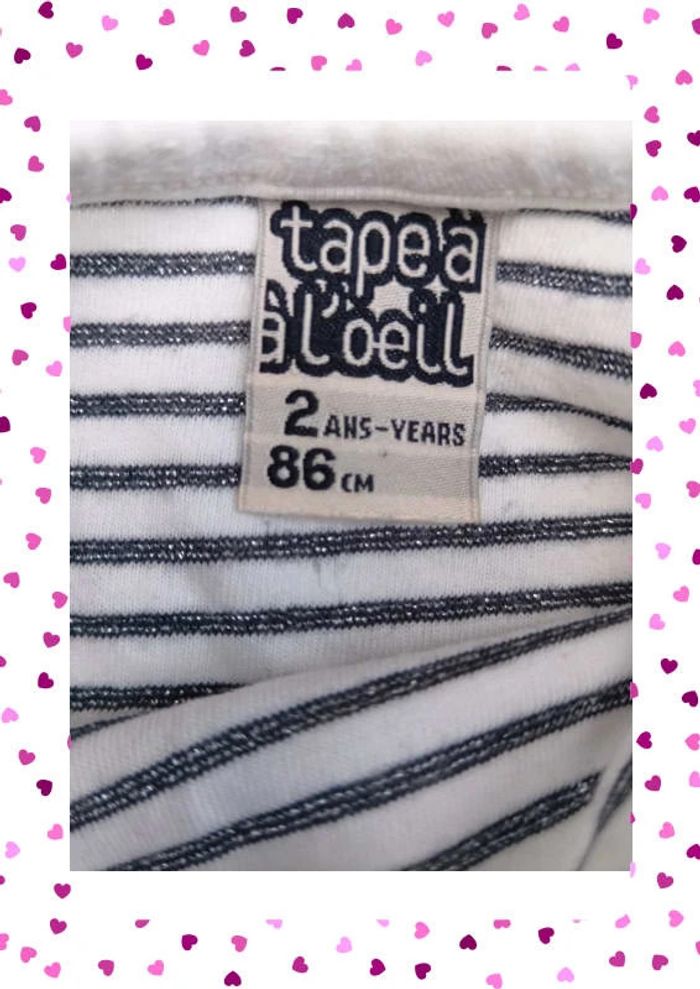 tape à
à l'oeil
2 ANS-YEARS
86 CM